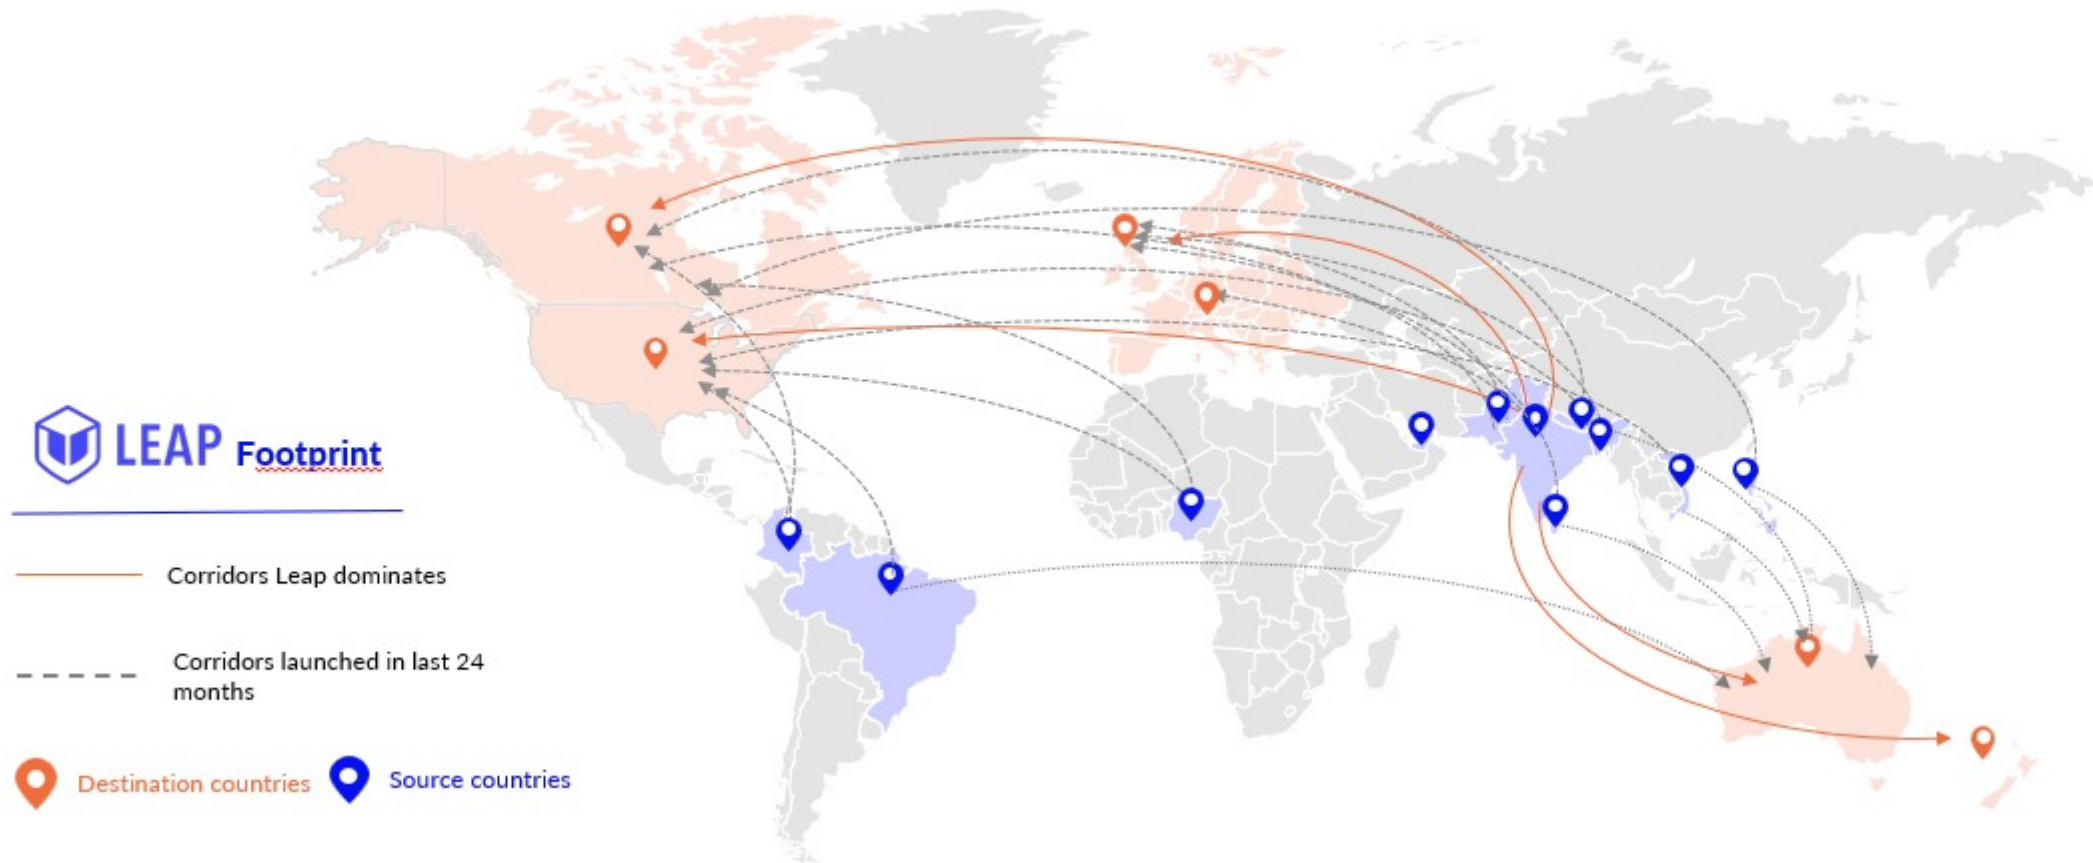 LEAP Footprint
Corridors Leap dominates
Corridors launched in last 24
months
Destination countries
Source countries